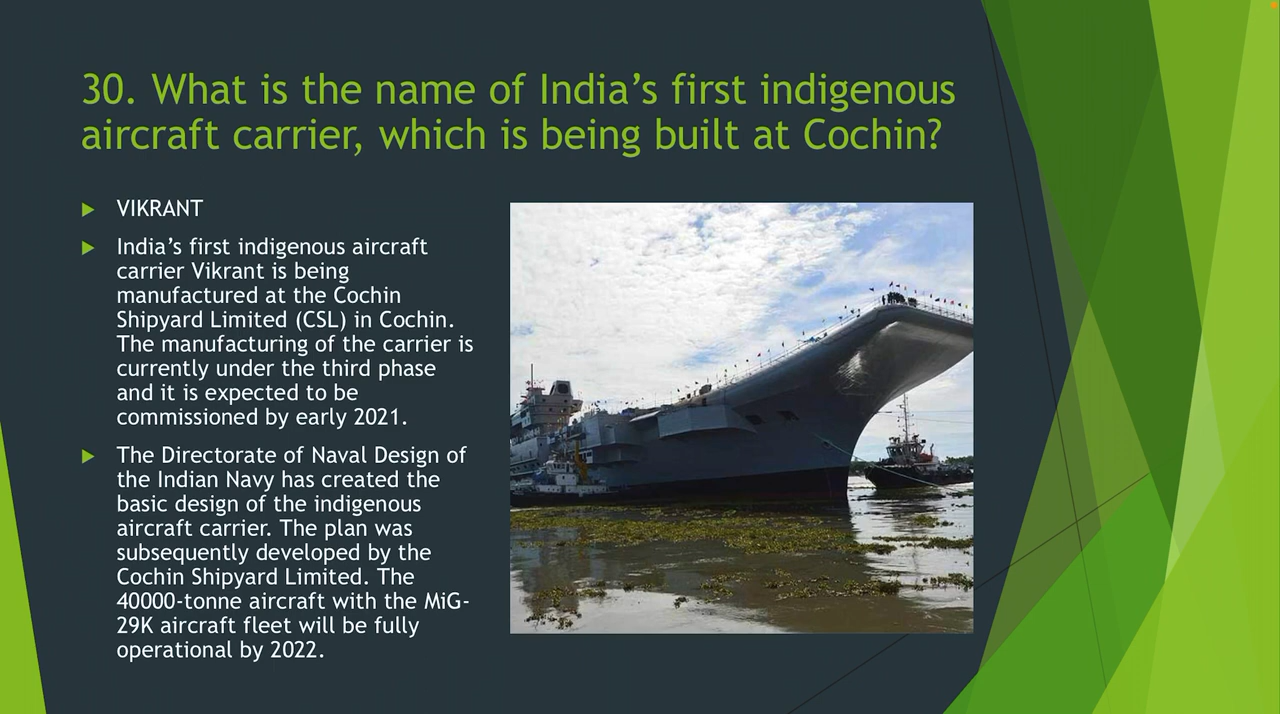 30. What is the name of India’s first indigenous
aircraft carrier, which is being built at Cochin?
VIKRANT
India’s first indigenous aircraft
carrier Vikrant is being
manufactured at the Cochin
Shipyard Limited (CSL) in Cochin.
The manufacturing of the carrier is
currently under the third phase
and it is expected to be
commissioned by early 2021.
The Directorate of Naval Design of
the Indian Navy has created the
basic design of the indigenous
aircraft carrier. The plan was
subsequently developed by the
Cochin Shipyard Limited. The
40000-tonne aircraft with the MiG-
29K aircraft fleet will be fully
operational by 2022.